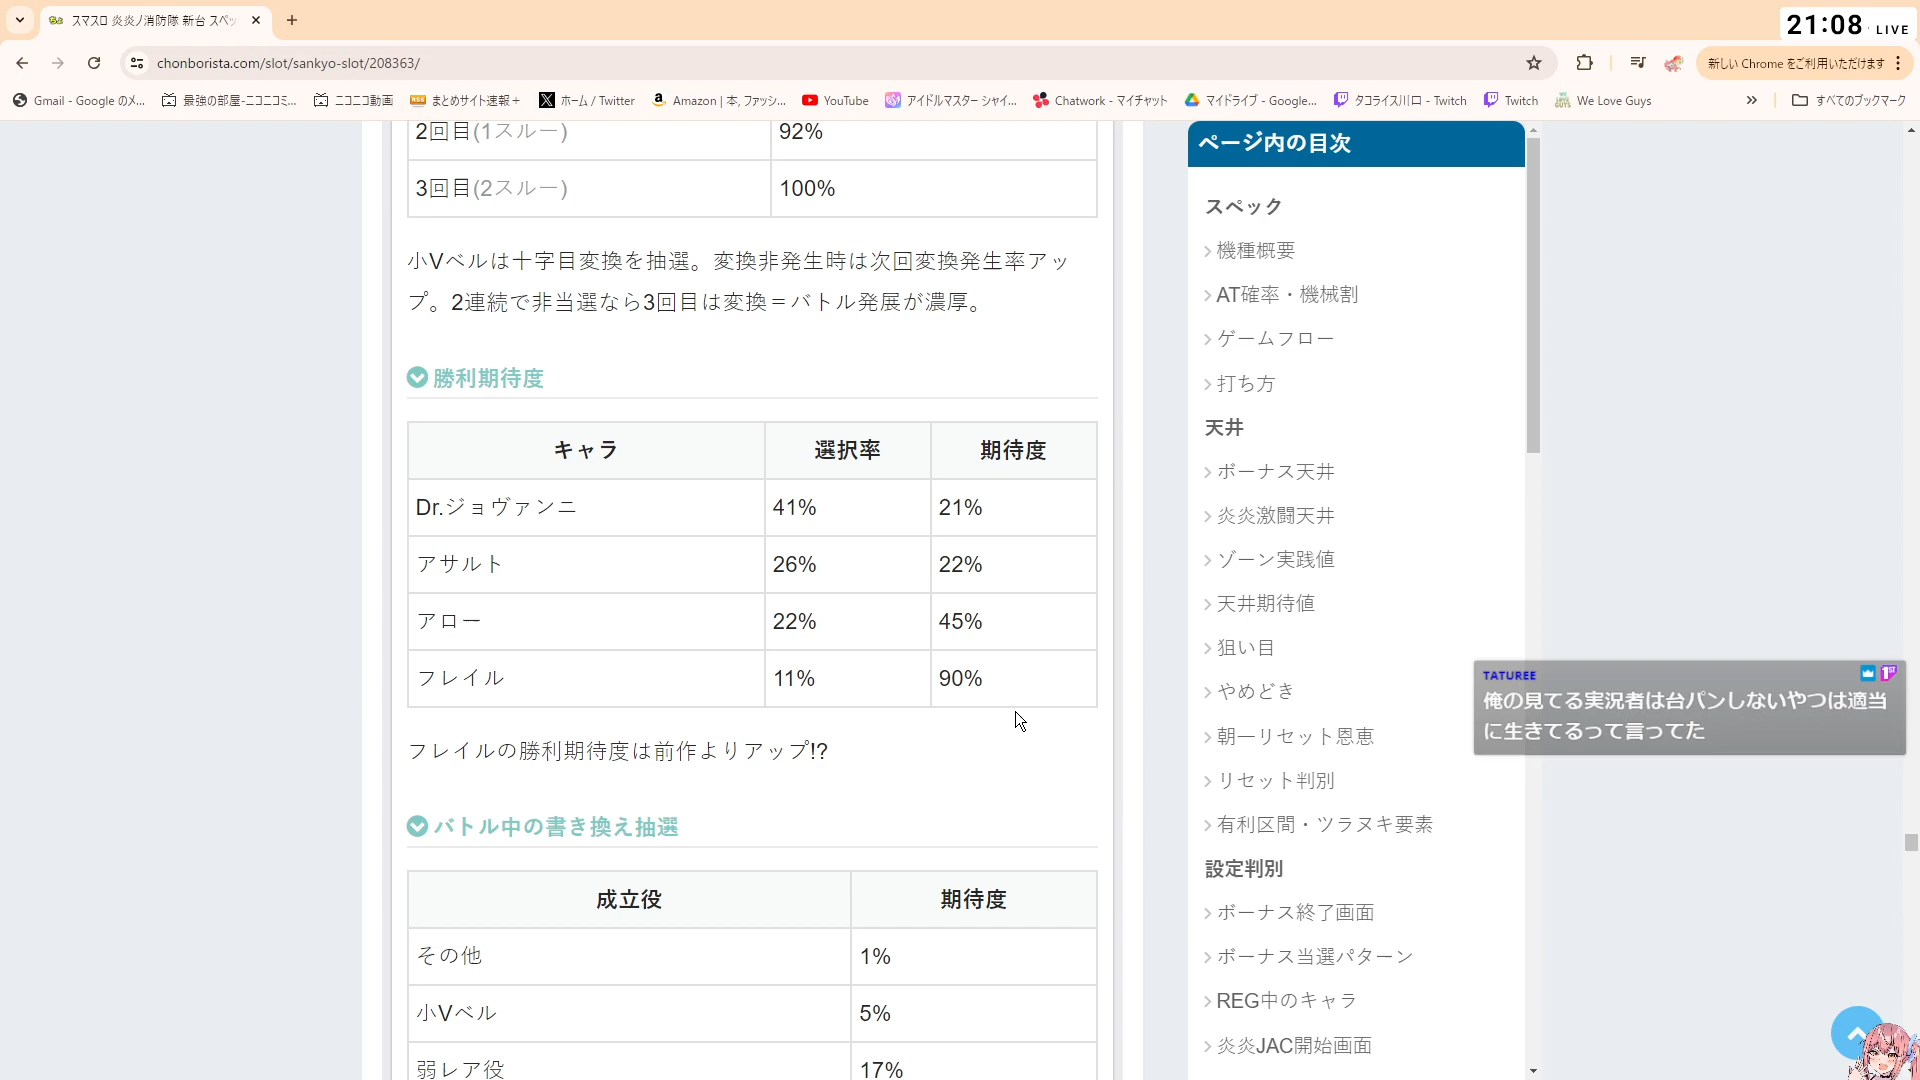 スマスロ 炎炎ノ消防隊 新台 スペッ
21:08 LIVE
chonborista.com/slot/sankyo-slot/208363/
新しい Chrome をご利用いただけます
Gmail - Google のメ...
最強の部屋-ニコニコミ...
ニコニコ動画
まとめサイト速報+
ホーム / Twitter
Amazon | 本, ファッシ...
YouTube
アイドルマスター シャイ...
Chatwork - マイチャット
マイドライブ - Google...
タコライス川口 - Twitch
Twitch
We Love Guys
すべてのブックマーク
2回目(1スルー) 92%
3回目(2スルー) 100%
小Vベルは十字目変換を抽選。変換非発生時は次回変換発生率アッ
プ。2連続で非当選なら3回目は変換＝バトル発展が濃厚。
勝利期待度
キャラ 選択率 期待度
Dr.ジョヴァンニ 41% 21%
アサルト 26% 22%
アロー 22% 45%
フレイル 11% 90%
フレイルの勝利期待度は前作よりアップ!?
バトル中の書き換え抽選
成立役 期待度
その他 1%
小Vベル 5%
弱レア役 17%
ページ内の目次
スペック
機種概要
AT確率・機械割
ゲームフロー
打ち方
天井
ボーナス天井
炎炎激闘天井
ゾーン実践値
天井期待値
狙い目
やめどき
朝一リセット恩恵
リセット判別
有利区間・ツラヌキ要素
設定判別
ボーナス終了画面
ボーナス当選パターン
REG中のキャラ
炎炎JAC開始画面
TATUREE
俺の見てる実況者は台パンしないやつは適当
に生きてるって言ってた